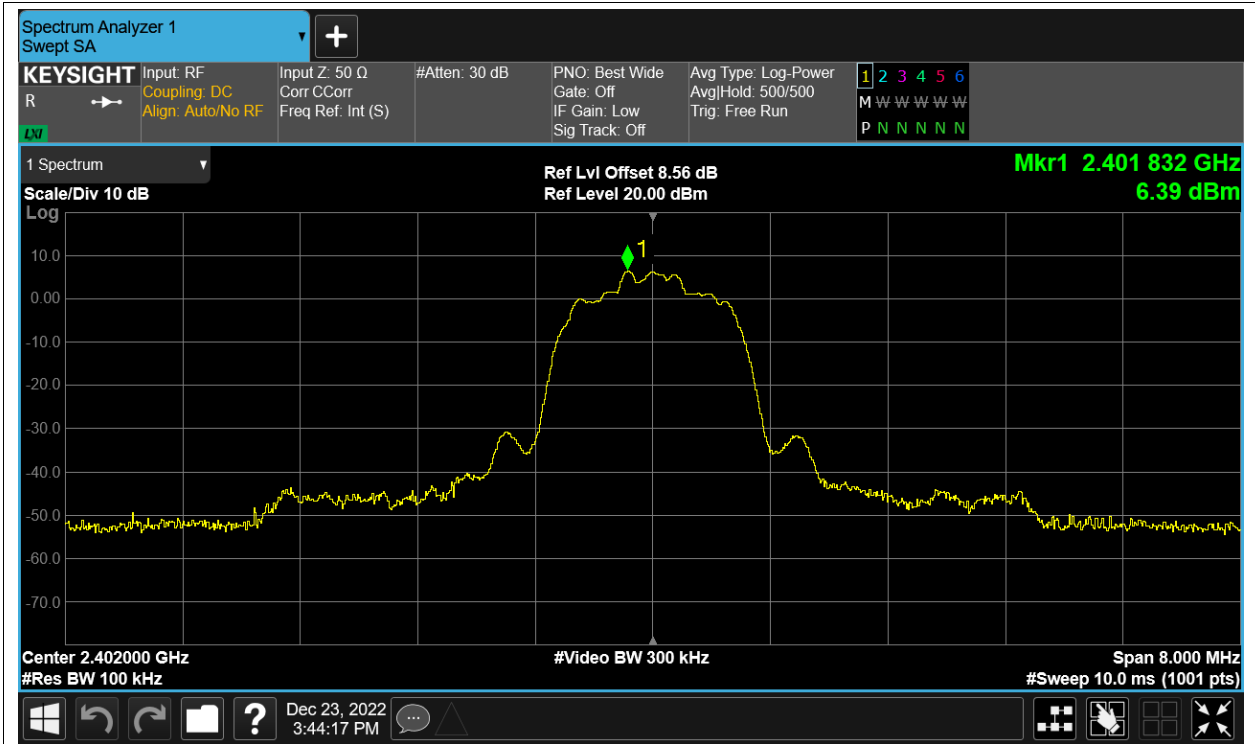 Spectrum Analyzer 1
Swept SA
+
KEYSIGHT
R
LXI
Input: RF
Coupling: DC
Align: Auto/No RF
Input Z: 50 Ω
Corr CCorr
Freq Ref: Int (S)
#Atten: 30 dB
PNO: Best Wide
Gate: Off
IF Gain: Low
Sig Track: Off
Avg Type: Log-Power
Avg|Hold: 500/500
Trig: Free Run
1 2 3 4 5 6
M W W W W W
P N N N N N
1 Spectrum
Scale/Div 10 dB
Log
Ref Lvl Offset 8.56 dB
Ref Level 20.00 dBm
Mkr1 2.401 832 GHz
6.39 dBm
1
10.0
0.00
-10.0
-20.0
-30.0
-40.0
-50.0
-60.0
-70.0
Center 2.402000 GHz
#Res BW 100 kHz
#Video BW 300 kHz
Span 8.000 MHz
#Sweep 10.0 ms (1001 pts)
?
Dec 23, 2022
3:44:17 PM